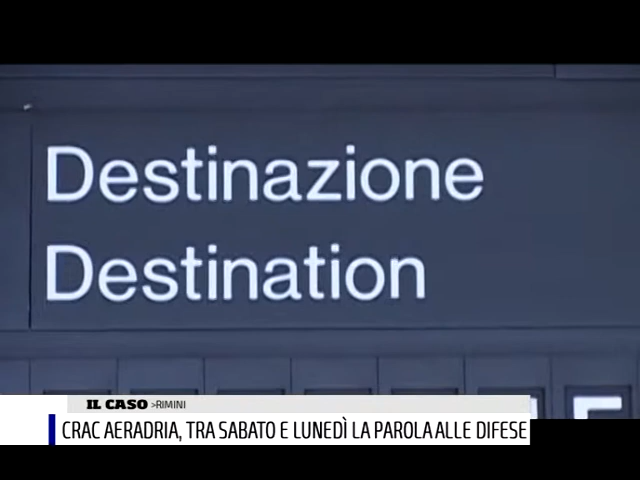 Destinazione
Destination
IL CASO >RIMINI
CRAC AERADRIA, TRA SABATO E LUNEDÌ LA PAROLA ALLE DIFESE